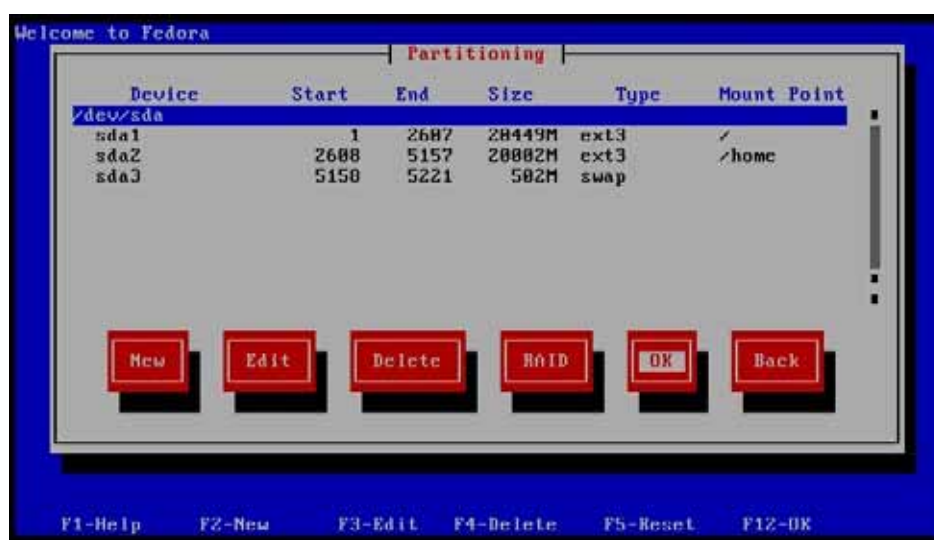 Welcome to Fedora
Partitioning
Device Start End Size Type Mount Point
/dev/sda
sda1 1 2607 20449M ext3 /
sda2 2608 5157 20002M ext3 /home
sda3 5158 5221 502M swap
New Edit Delete RAID OK Back
F1-Help F2-New F3-Edit F4-Delete F5-Reset F12-OK